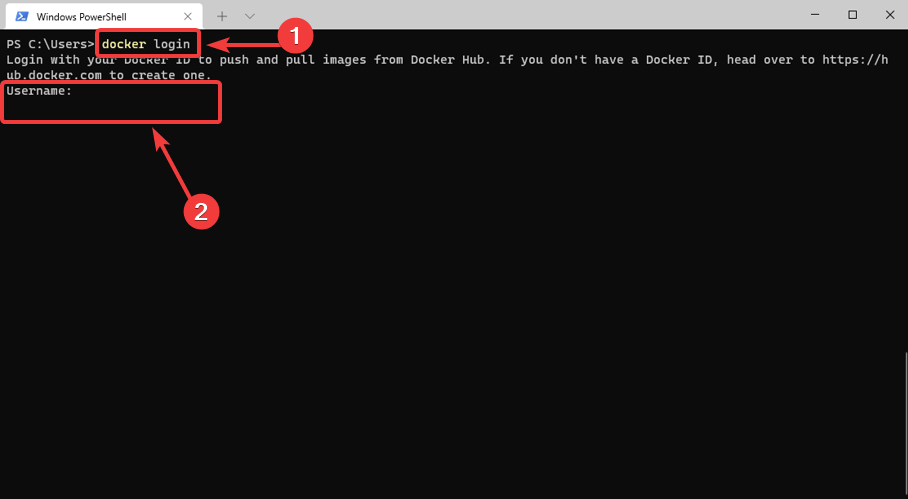 Windows PowerShell
1
PS C:\Users> docker login
Login with your Docker ID to push and pull images from Docker Hub. If you don't have a Docker ID, head over to https://h
ub.docker.com to create one.
Username:
2